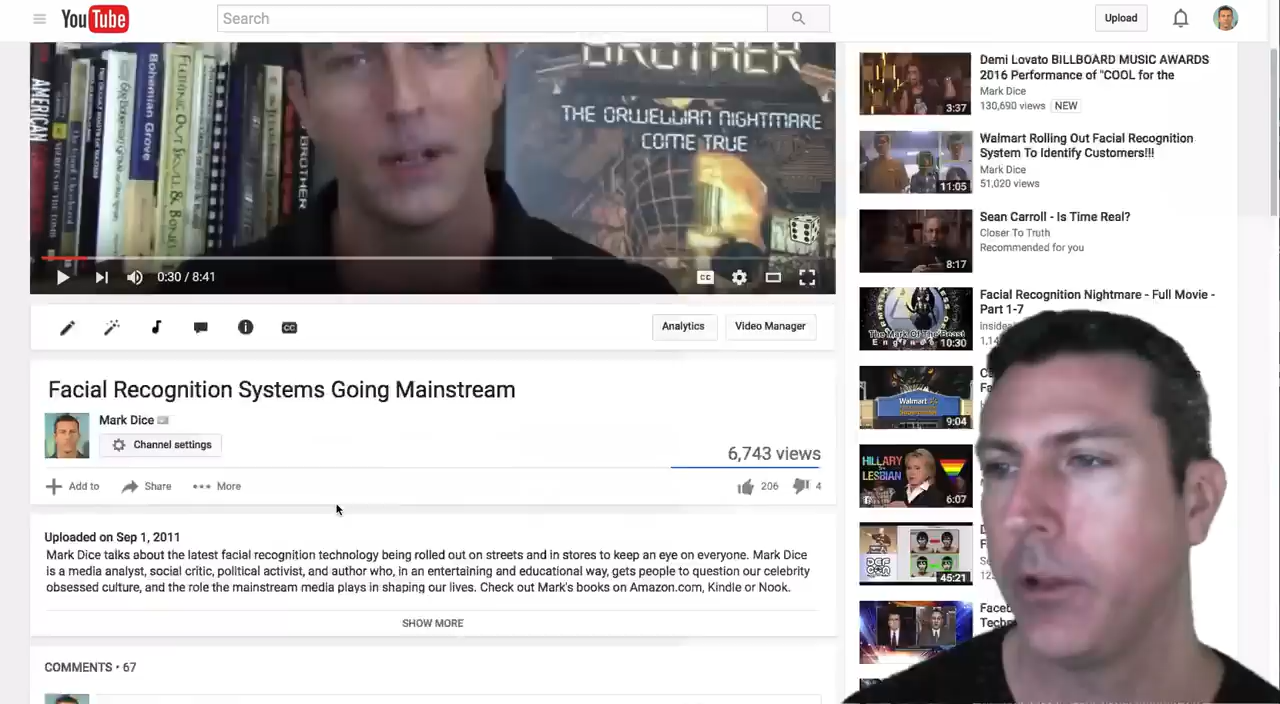 YouTube
Search
Upload
AMERICAN
Bohemian Grove
BROTHER
BROTHER
THE ORWELLIAN NIGHTMARE
COME TRUE
0:30 / 8:41
CC
CC
Analytics
Video Manager
Facial Recognition Systems Going Mainstream
Mark Dice
Channel settings
6,743 views
Add to
Share
More
206
4
Uploaded on Sep 1, 2011
Mark Dice talks about the latest facial recognition technology being rolled out on streets and in stores to keep an eye on everyone. Mark Dice
is a media analyst, social critic, political activist, and author who, in an entertaining and educational way, gets people to question our celebrity
obsessed culture, and the role the mainstream media plays in shaping our lives. Check out Mark's books on Amazon.com, Kindle or Nook.
SHOW MORE
COMMENTS • 67
3:37
Demi Lovato BILLBOARD MUSIC AWARDS
2016 Performance of "COOL for the
Mark Dice
130,690 views NEW
11:05
Walmart Rolling Out Facial Recognition
System To Identify Customers!!!
Mark Dice
51,020 views
8:17
Sean Carroll - Is Time Real?
Closer To Truth
Recommended for you
The Mark Of The Beast
10:30
Facial Recognition Nightmare - Full Movie -
Part 1-7
Walmart
9:04
HILLARY
LESBIAN
6:07
45:21